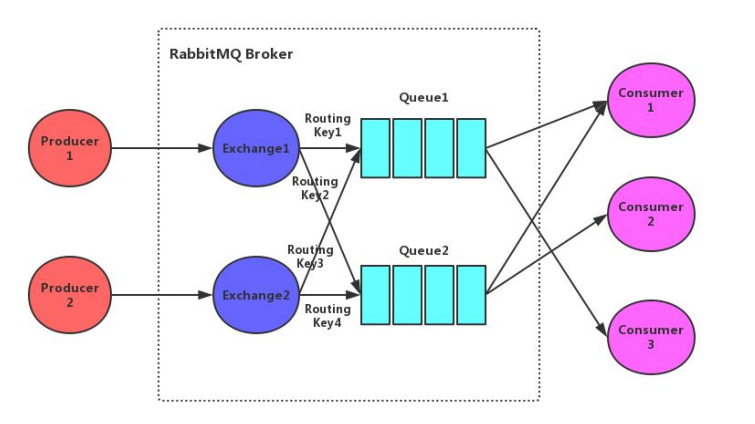 RabbitMQ Broker
Producer
1
Exchange1
Routing
Key1
Queue1
Consumer
1
Routing
Key2
Consumer
2
Producer
2
Exchange2
Routing
Key3
Queue2
Routing
Key4
Consumer
3